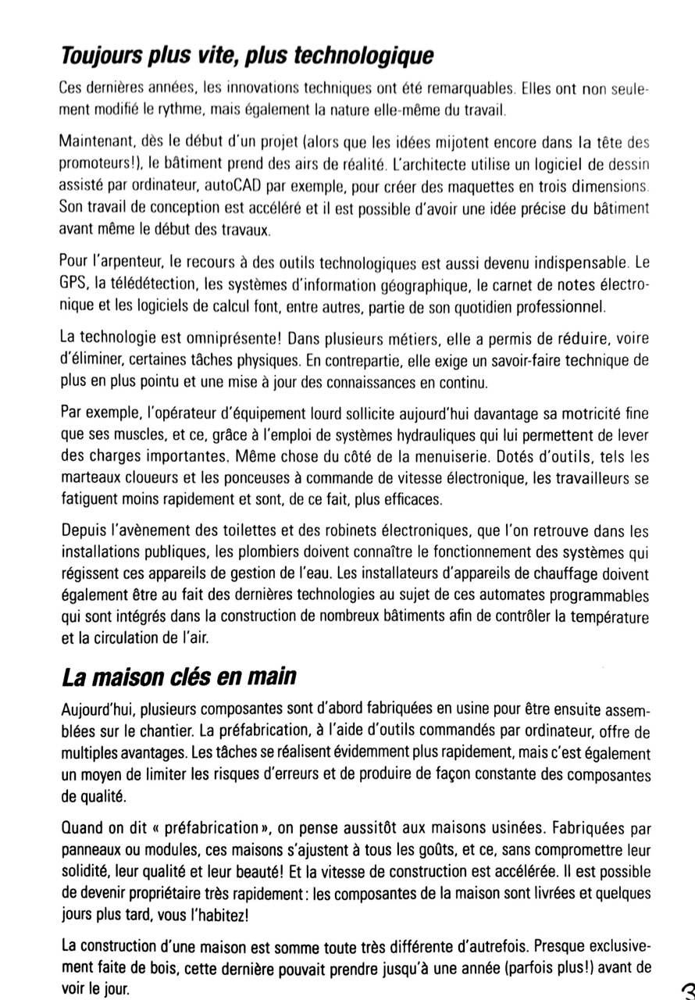 Toujours plus vite, plus technologique
Ces dernières années, les innovations techniques ont été remarquables. Elles ont non seule-
ment modifié le rythme, mais également la nature elle-même du travail.
Maintenant, dès le début d'un projet (alors que les idées mijotent encore dans la tête des
promoteurs!), le bâtiment prend des airs de réalité. L'architecte utilise un logiciel de dessin
assisté par ordinateur, autoCAD par exemple, pour créer des maquettes en trois dimensions.
Son travail de conception est accéléré et il est possible d'avoir une idée précise du bâtiment
avant même le début des travaux.
Pour l'arpenteur, le recours à des outils technologiques est aussi devenu indispensable. Le
GPS, la télédétection, les systèmes d'information géographique, le carnet de notes électro-
nique et les logiciels de calcul font, entre autres, partie de son quotidien professionnel.
La technologie est omniprésente! Dans plusieurs métiers, elle a permis de réduire, voire
d'éliminer, certaines tâches physiques. En contrepartie, elle exige un savoir-faire technique de
plus en plus pointu et une mise à jour des connaissances en continu.
Par exemple, l'opérateur d'équipement lourd sollicite aujourd'hui davantage sa motricité fine
que ses muscles, et ce, grâce à l'emploi de systèmes hydrauliques qui lui permettent de lever
des charges importantes. Même chose du côté de la menuiserie. Dotés d'outils, tels les
marteaux cloueurs et les ponceuses à commande de vitesse électronique, les travailleurs se
fatiguent moins rapidement et sont, de ce fait, plus efficaces.
Depuis l'avènement des toilettes et des robinets électroniques, que l'on retrouve dans les
installations publiques, les plombiers doivent connaître le fonctionnement des systèmes qui
régissent ces appareils de gestion de l'eau. Les installateurs d'appareils de chauffage doivent
également être au fait des dernières technologies au sujet de ces automates programmables
qui sont intégrés dans la construction de nombreux bâtiments afin de contrôler la température
et la circulation de l'air.
La maison clés en main
Aujourd'hui, plusieurs composantes sont d'abord fabriquées en usine pour être ensuite assem-
blées sur le chantier. La préfabrication, à l'aide d'outils commandés par ordinateur, offre de
multiples avantages. Les tâches se réalisent évidemment plus rapidement, mais c'est également
un moyen de limiter les risques d'erreurs et de produire de façon constante des composantes
de qualité.
Quand on dit « préfabrication », on pense aussitôt aux maisons usinées. Fabriquées par
panneaux ou modules, ces maisons s'ajustent à tous les goûts, et ce, sans compromettre leur
solidité, leur qualité et leur beauté! Et la vitesse de construction est accélérée. Il est possible
de devenir propriétaire très rapidement : les composantes de la maison sont livrées et quelques
jours plus tard, vous l'habitez!
La construction d'une maison est somme toute très différente d'autrefois. Presque exclusive-
ment faite de bois, cette dernière pouvait prendre jusqu'à une année (parfois plus!) avant de
voir le jour.
3